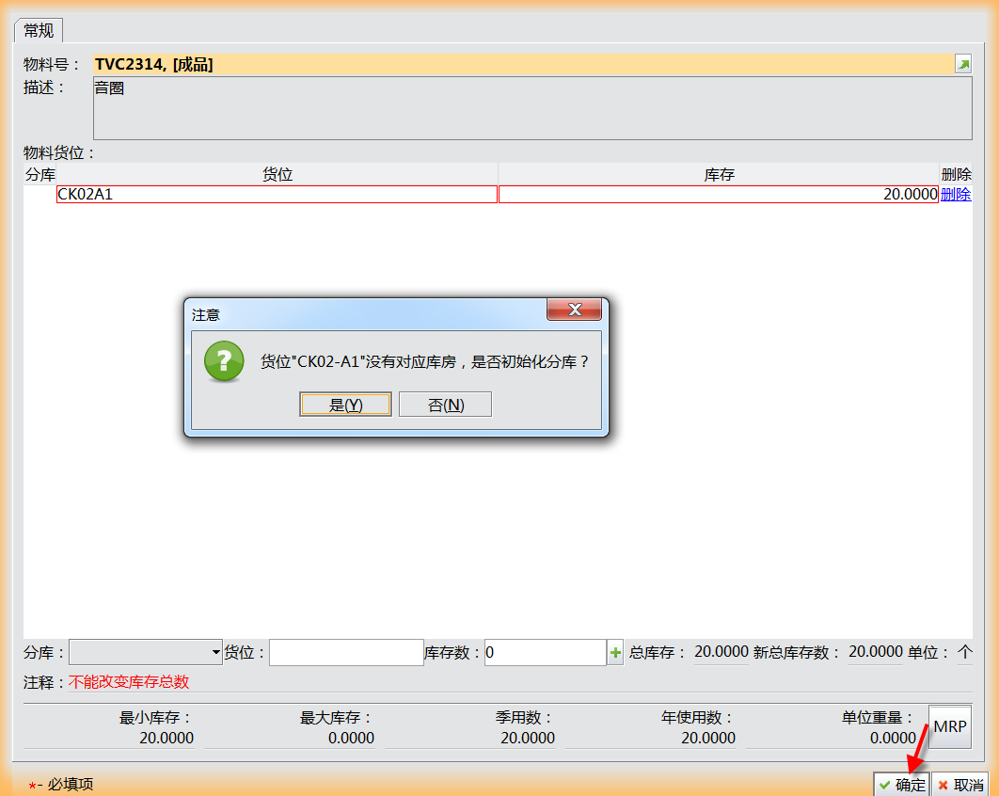 常规
物料号： TVC2314, [成品]
描述： 音圈
物料货位：
分库 货位 库存 删除
CK02A1 20.0000 删除
注意
货位"CK02-A1"没有对应库房，是否初始化分库？
是(Y) 否(N)
分库： 货位： 库存数： 0 总库存： 20.0000 新总库存数： 20.0000 单位： 个
注释： 不能改变库存总数
最小库存： 最大库存： 季用数： 年使用数： 单位重量：
20.0000 0.0000 20.0000 20.0000 0.0000 MRP
*- 必填项 确定 取消